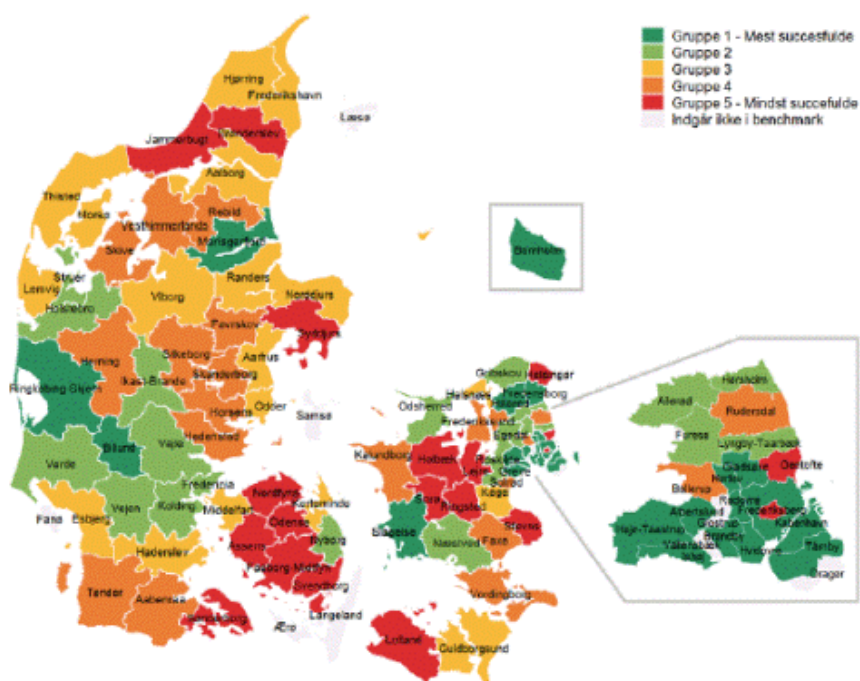 Gruppe 1 - Mest succesfulde
Gruppe 2
Gruppe 3
Gruppe 4
Gruppe 5 - Mindst succefulde
Indgår ikke i benchmark
Hjørring
Frederikshavn
Læsø
Jammerbugt
Brønderslev
Aalborg
Thisted
Morsø
Vesthimmerlands
Rebild
Skive
Mariagerfjord
Bornholm
Struer
Lemvig
Holstebro
Viborg
Randers
Norddjurs
Favrskov
Syddjurs
Herning
Silkeborg
Aarhus
Ringkøbing-Skjern
Ikast-Brande
Skanderborg
Horsens
Odder
Samsø
Hedensted
Billund
Vejle
Varde
Fredericia
Vejen
Kolding
Middelfart
Fanø
Esbjerg
Haderslev
Nordfyns
Kerteminde
Odense
Nyborg
Assens
Faaborg-Midtfyn
Svendborg
Tønder
Aabenraa
Sønderborg
Langeland
Ærø
Gribskov
Helsingør
Fredensborg
Halsnæs
Hillerød
Odsherred
Frederikssund
Egedal
Kalundborg
Holbæk
Roskilde
Lejre
Greve
Solrød
Køge
Sorø
Ringsted
Slagelse
Stevns
Næstved
Faxe
Vordingborg
Lolland
Guldborgsund
Hørsholm
Allerød
Rudersdal
Furesø
Lyngby-Taarbæk
Gladsaxe
Gentofte
Herlev
Ballerup
Rødovre
Albertslund
Frederiksberg
Glostrup
København
Høje-Taastrup
Brøndby
Vallensbæk
Hvidovre
Tårnby
Ishøj
Dragør